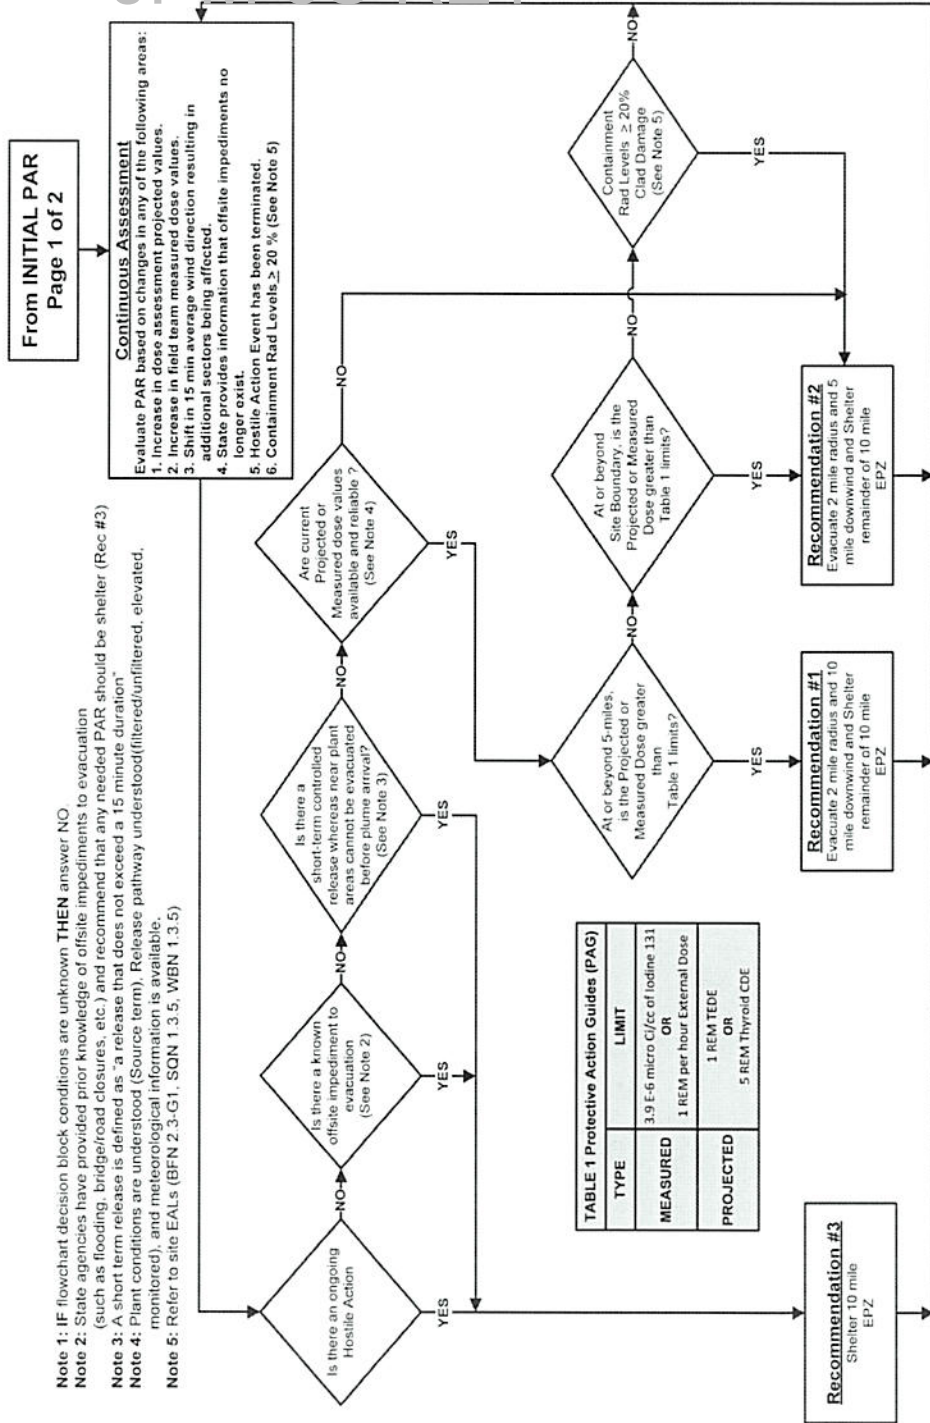 From INITIAL PAR
Page 1 of 2
Continuous Assessment
Evaluate PAR based on changes in any of the following areas:
1. Increase in dose assessment projected values.
2. Increase in field team measured dose values.
3. Shift in 15 min average wind direction resulting in
additional sectors being affected.
4. State provides information that offsite impediments no
longer exist.
5. Hostile Action Event has been terminated.
6. Containment Rad Levels ≥ 20 % (See Note 5)
Note 1: IF flowchart decision block conditions are unknown THEN answer NO.
Note 2: State agencies have provided prior knowledge of offsite impediments to evacuation
(such as flooding, bridge/road closures, etc.) and recommend that any needed PAR should be shelter (Rec #3)
Note 3: A short term release is defined as "a release that does not exceed a 15 minute duration"
Note 4: Plant conditions are understood (Source term), Release pathway understood(filtered/unfiltered, elevated,
monitored), and meteorological information is available.
Note 5: Refer to site EALs (BFN 2.3-G1, SQN 1.3.5, WBN 1.3.5)
Is there an ongoing
Hostile Action
NO
YES
Is there a known
offsite impediment to
evacuation
(See Note 2)
NO
YES
Is there a
short-term controlled
release whereas near plant
areas cannot be evacuated
before plume arrival?
(See Note 3)
NO
YES
Are current
Projected or
Measured dose values
available and reliable ?
(See Note 4)
NO
YES
At or beyond 5-miles,
is the Projected or
Measured Dose greater
than
Table 1 limits?
NO
YES
At or beyond
Site Boundary, is the
Projected or Measured
Dose greater than
Table 1 limits?
NO
YES
Containment
Rad Levels ≥ 20%
Clad Damage
(See Note 5)
NO
YES
TABLE 1 Protective Action Guides (PAG)
TYPE LIMIT
MEASURED 3.9 E-6 micro Ci/cc of Iodine 131
OR
1 REM per hour External Dose
PROJECTED 1 REM TEDE
OR
5 REM Thyroid CDE
Recommendation #3
Shelter 10 mile
EPZ
Recommendation #1
Evacuate 2 mile radius and 10
mile downwind and Shelter
remainder of 10 mile
EPZ
Recommendation #2
Evacuate 2 mile radius and 5
mile downwind and Shelter
remainder of 10 mile
EPZ